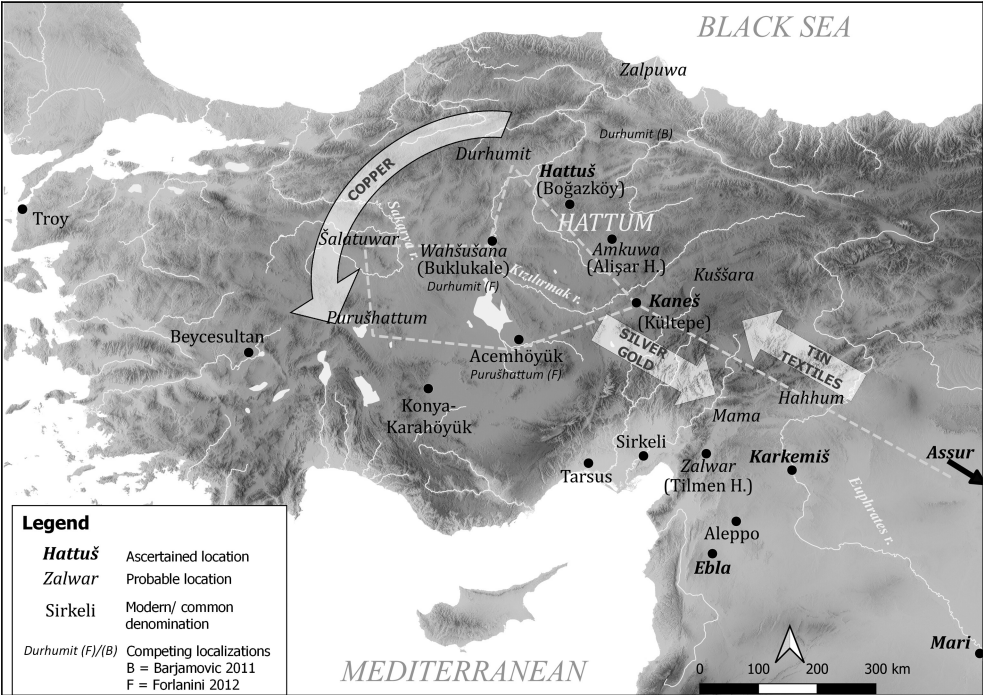 BLACK SEA
Zalpuwa
Durhumit (B)
Durhumit
COPPER
Hattuš
(Boğazköy)
HATTUM
Troy
Sakarya r.
Šalatuwar
Wahšušana
(Buklukale)
Durhumit (F)
Amkuwa
(Alişar H.)
Kızılırmak r.
Kuššara
Kaneš
(Kültepe)
Purušhattum
Beycesultan
Acemhöyük
Purušhattum (F)
SILVER
GOLD
TIN
TEXTILES
Hahhum
Konya-
Karahöyük
Mama
Sirkeli
Tarsus
Zalwar
(Tilmen H.)
Karkemiš
Assur
Euphrates r.
Aleppo
Ebla
Mari
MEDITERRANEAN
Legend
Hattuš Ascertained location
Zalwar Probable location
Sirkeli Modern/ common
denomination
Durhumit (F)/(B) Competing localizations
B = Barjamovic 2011
F = Forlanini 2012
0 100 200 300 km